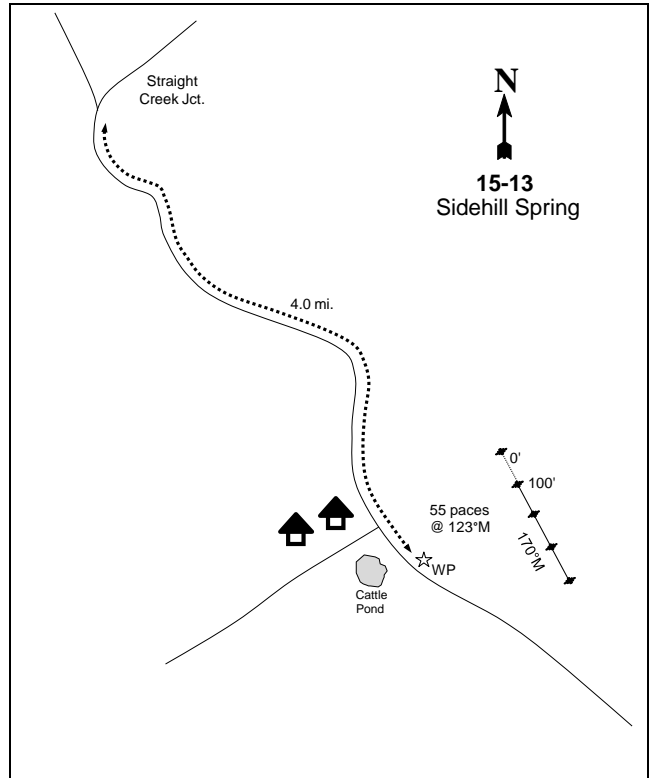 Straight
Creek Jct.
N
15-13
Sidehill Spring
4.0 mi.
0'
100'
55 paces
@ 123°M
170°M
WP
Cattle
Pond